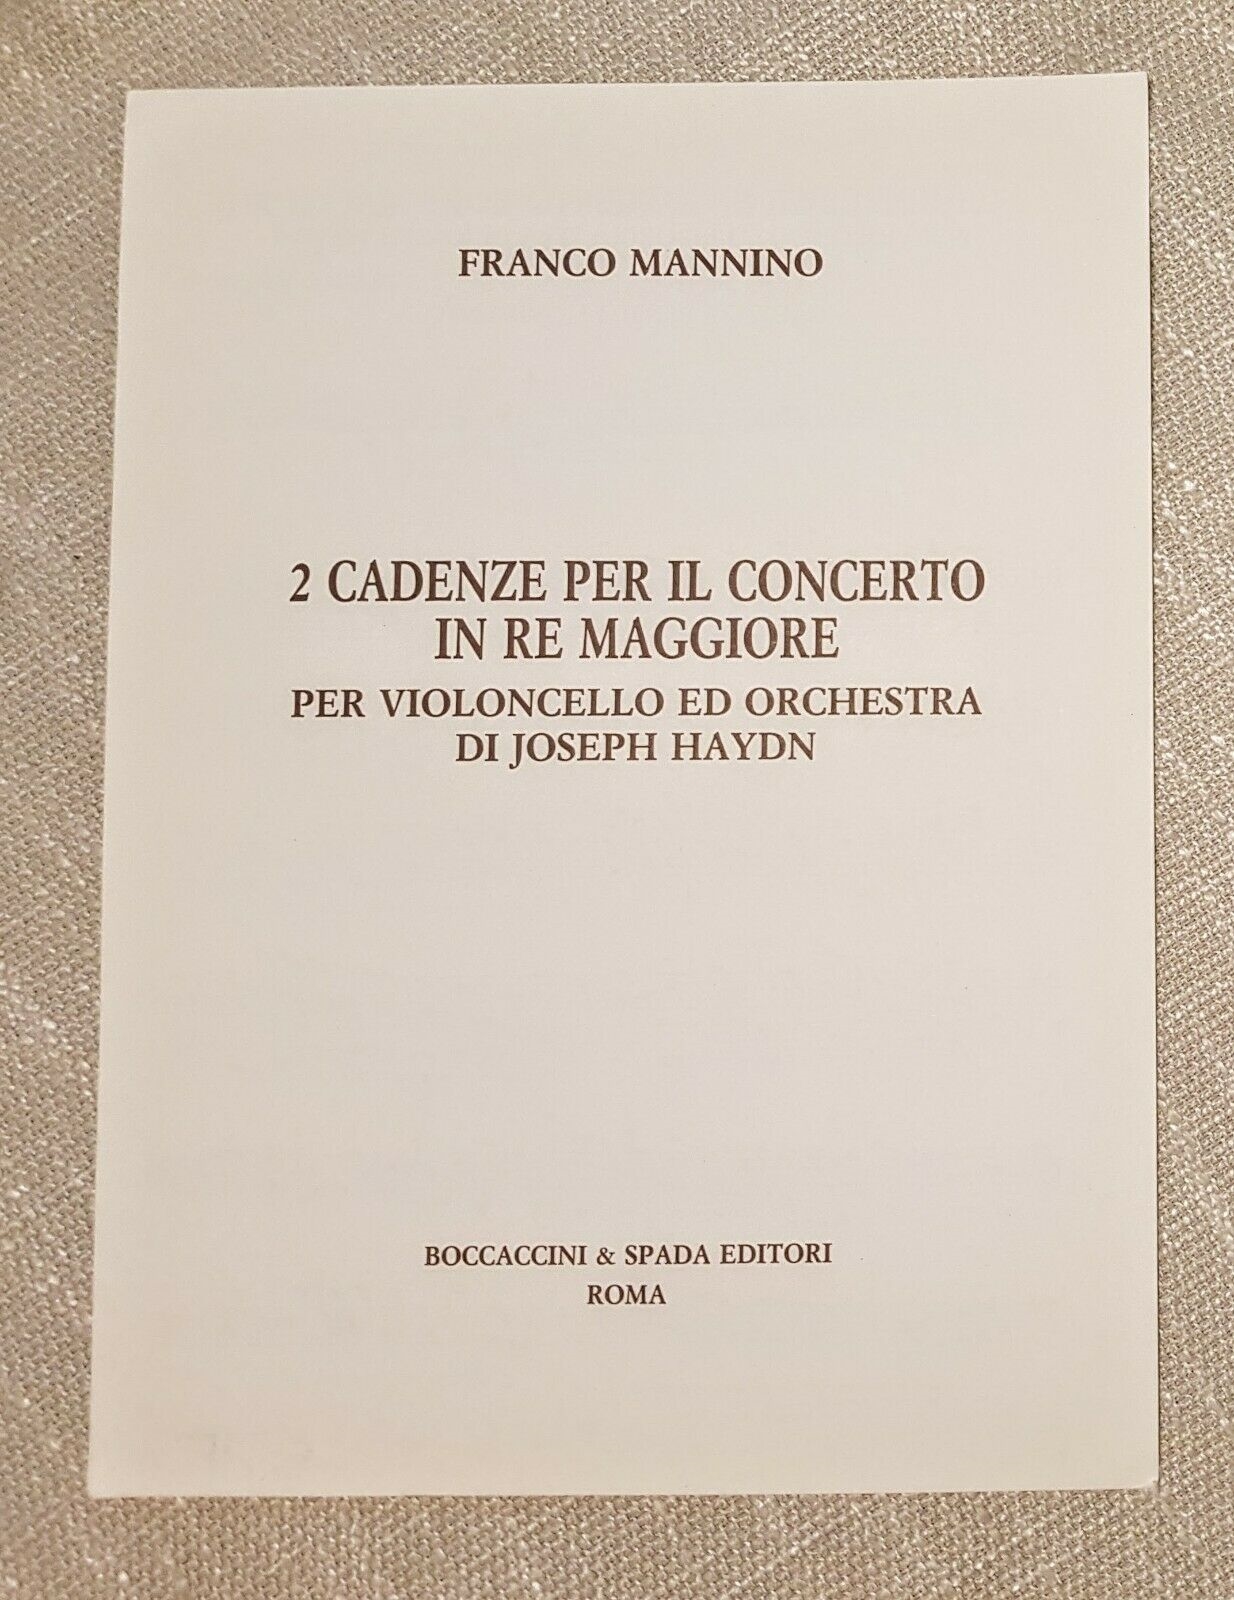 FRANCO MANNINO
2 CADENZE PER IL CONCERTO
IN RE MAGGIORE
PER VIOLONCELLO ED ORCHESTRA
DI JOSEPH HAYDN
BOCCACCINI & SPADA EDITORI
ROMA